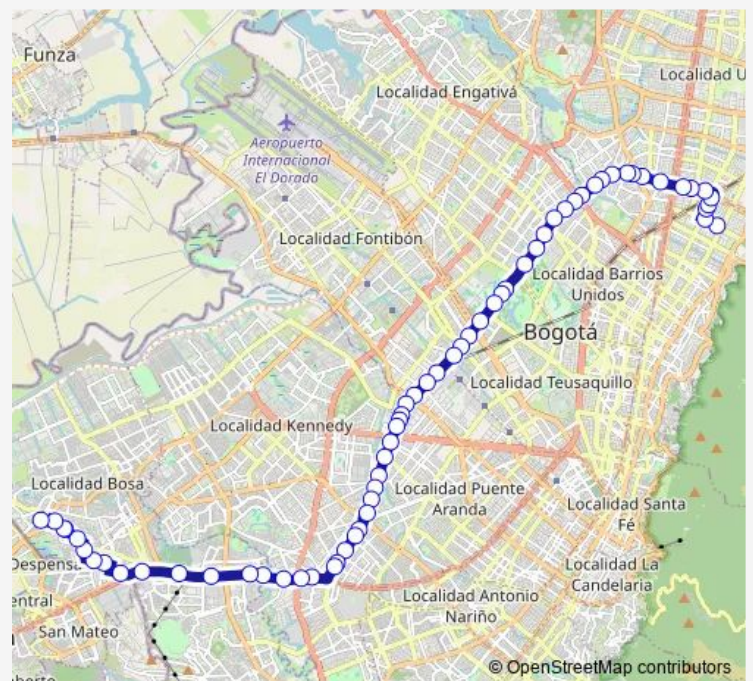 Funza
Localidad U
Localidad Engativá
Aeropuerto
Internacional
El Dorado
Localidad Fontibón
Localidad Barrios
Unidos
Bogotá
Localidad Teusaquillo
Localidad Kennedy
Localidad Bosa
Localidad Puente
Aranda
Localidad Santa
Fé
Despensa
Localidad La
Candelaria
entral
Localidad Antonio
Nariño
San Mateo
© OpenStreetMap contributors